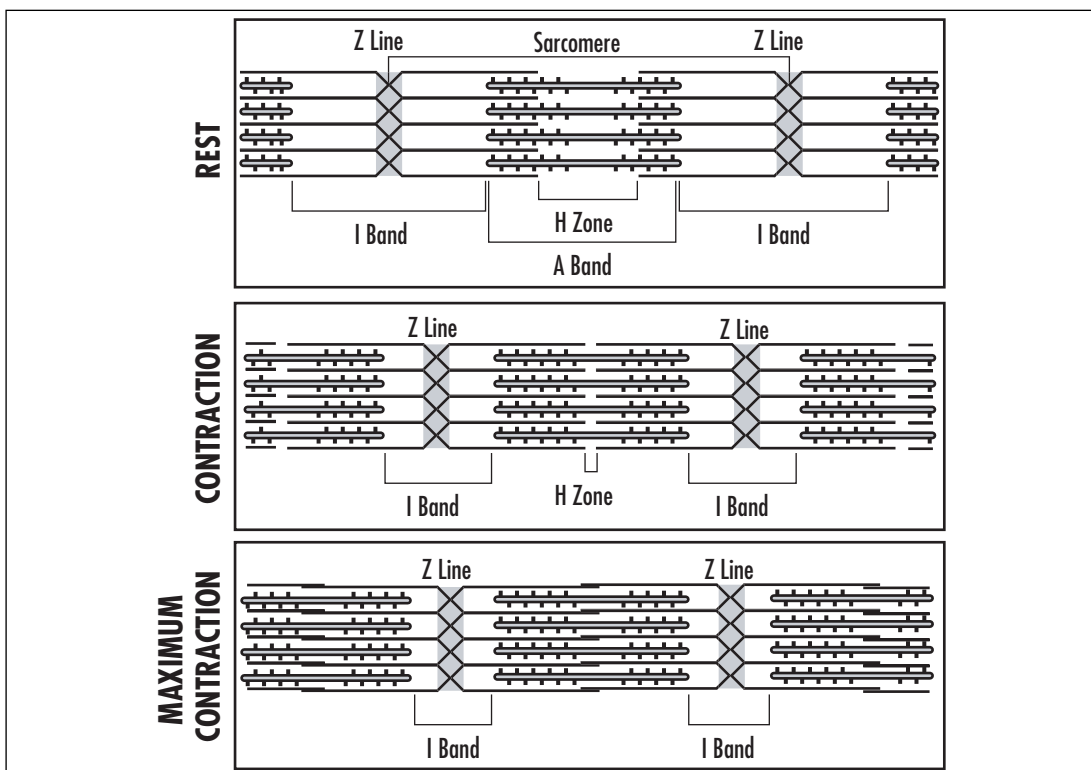 Z Line Sarcomere Z Line
REST
I Band H Zone I Band
A Band
Z Line Z Line
CONTRACTION
I Band H Zone I Band
Z Line Z Line
MAXIMUM
CONTRACTION
I Band I Band